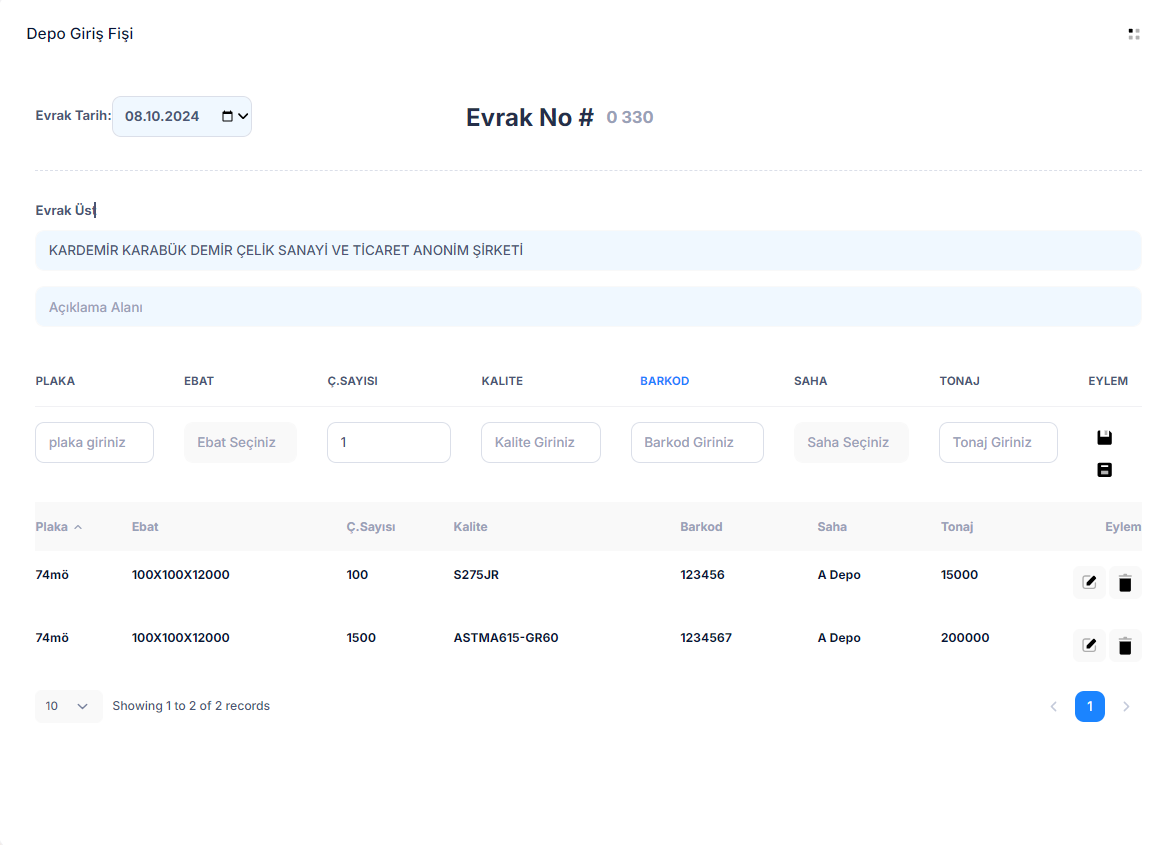 Depo Giriş Fişi
Evrak Tarih: 08.10.2024 Evrak No # 0 330
Evrak Üst
KARDEMİR KARABÜK DEMİR ÇELİK SANAYİ VE TİCARET ANONİM ŞİRKETİ
Açıklama Alanı
PLAKA EBAT Ç.SAYISI KALITE BARKOD SAHA TONAJ EYLEM
plaka giriniz Ebat Seçiniz 1 Kalite Giriniz Barkod Giriniz Saha Seçiniz Tonaj Giriniz
Plaka Ebat Ç.Sayısı Kalite Barkod Saha Tonaj Eylem
74mö 100X100X12000 100 S275JR 123456 A Depo 15000
74mö 100X100X12000 1500 ASTMA615-GR60 1234567 A Depo 200000
10 Showing 1 to 2 of 2 records 1